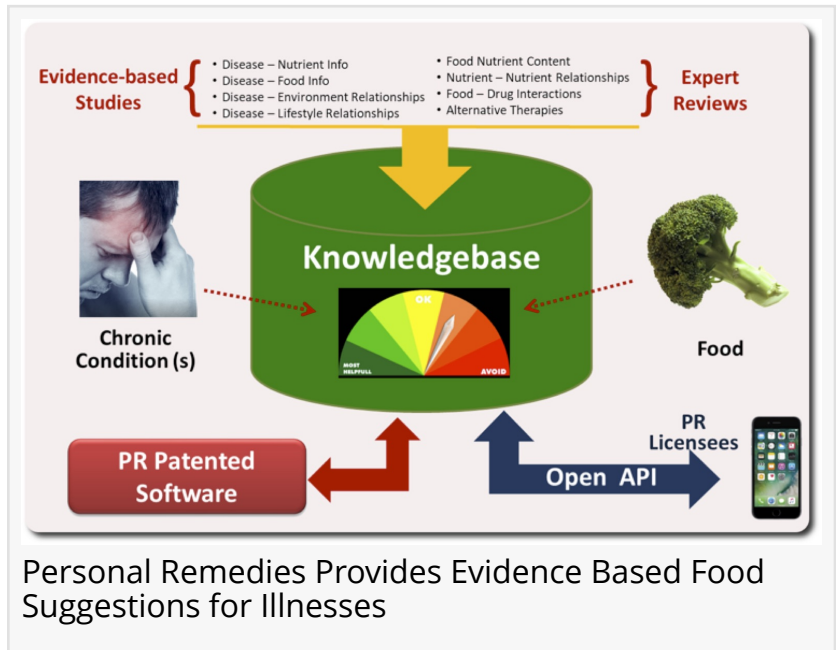 Evidence-based
Studies
• Disease – Nutrient Info
• Disease – Food Info
• Disease – Environment Relationships
• Disease – Lifestyle Relationships
• Food Nutrient Content
• Nutrient – Nutrient Relationships
• Food – Drug Interactions
• Alternative Therapies
Expert
Reviews
Knowledgebase
OK
MOST
HELPFULL
AVOID
Chronic
Condition (s)
Food
PR Patented
Software
PR
Licensees
Open API
Personal Remedies Provides Evidence Based Food
Suggestions for Illnesses